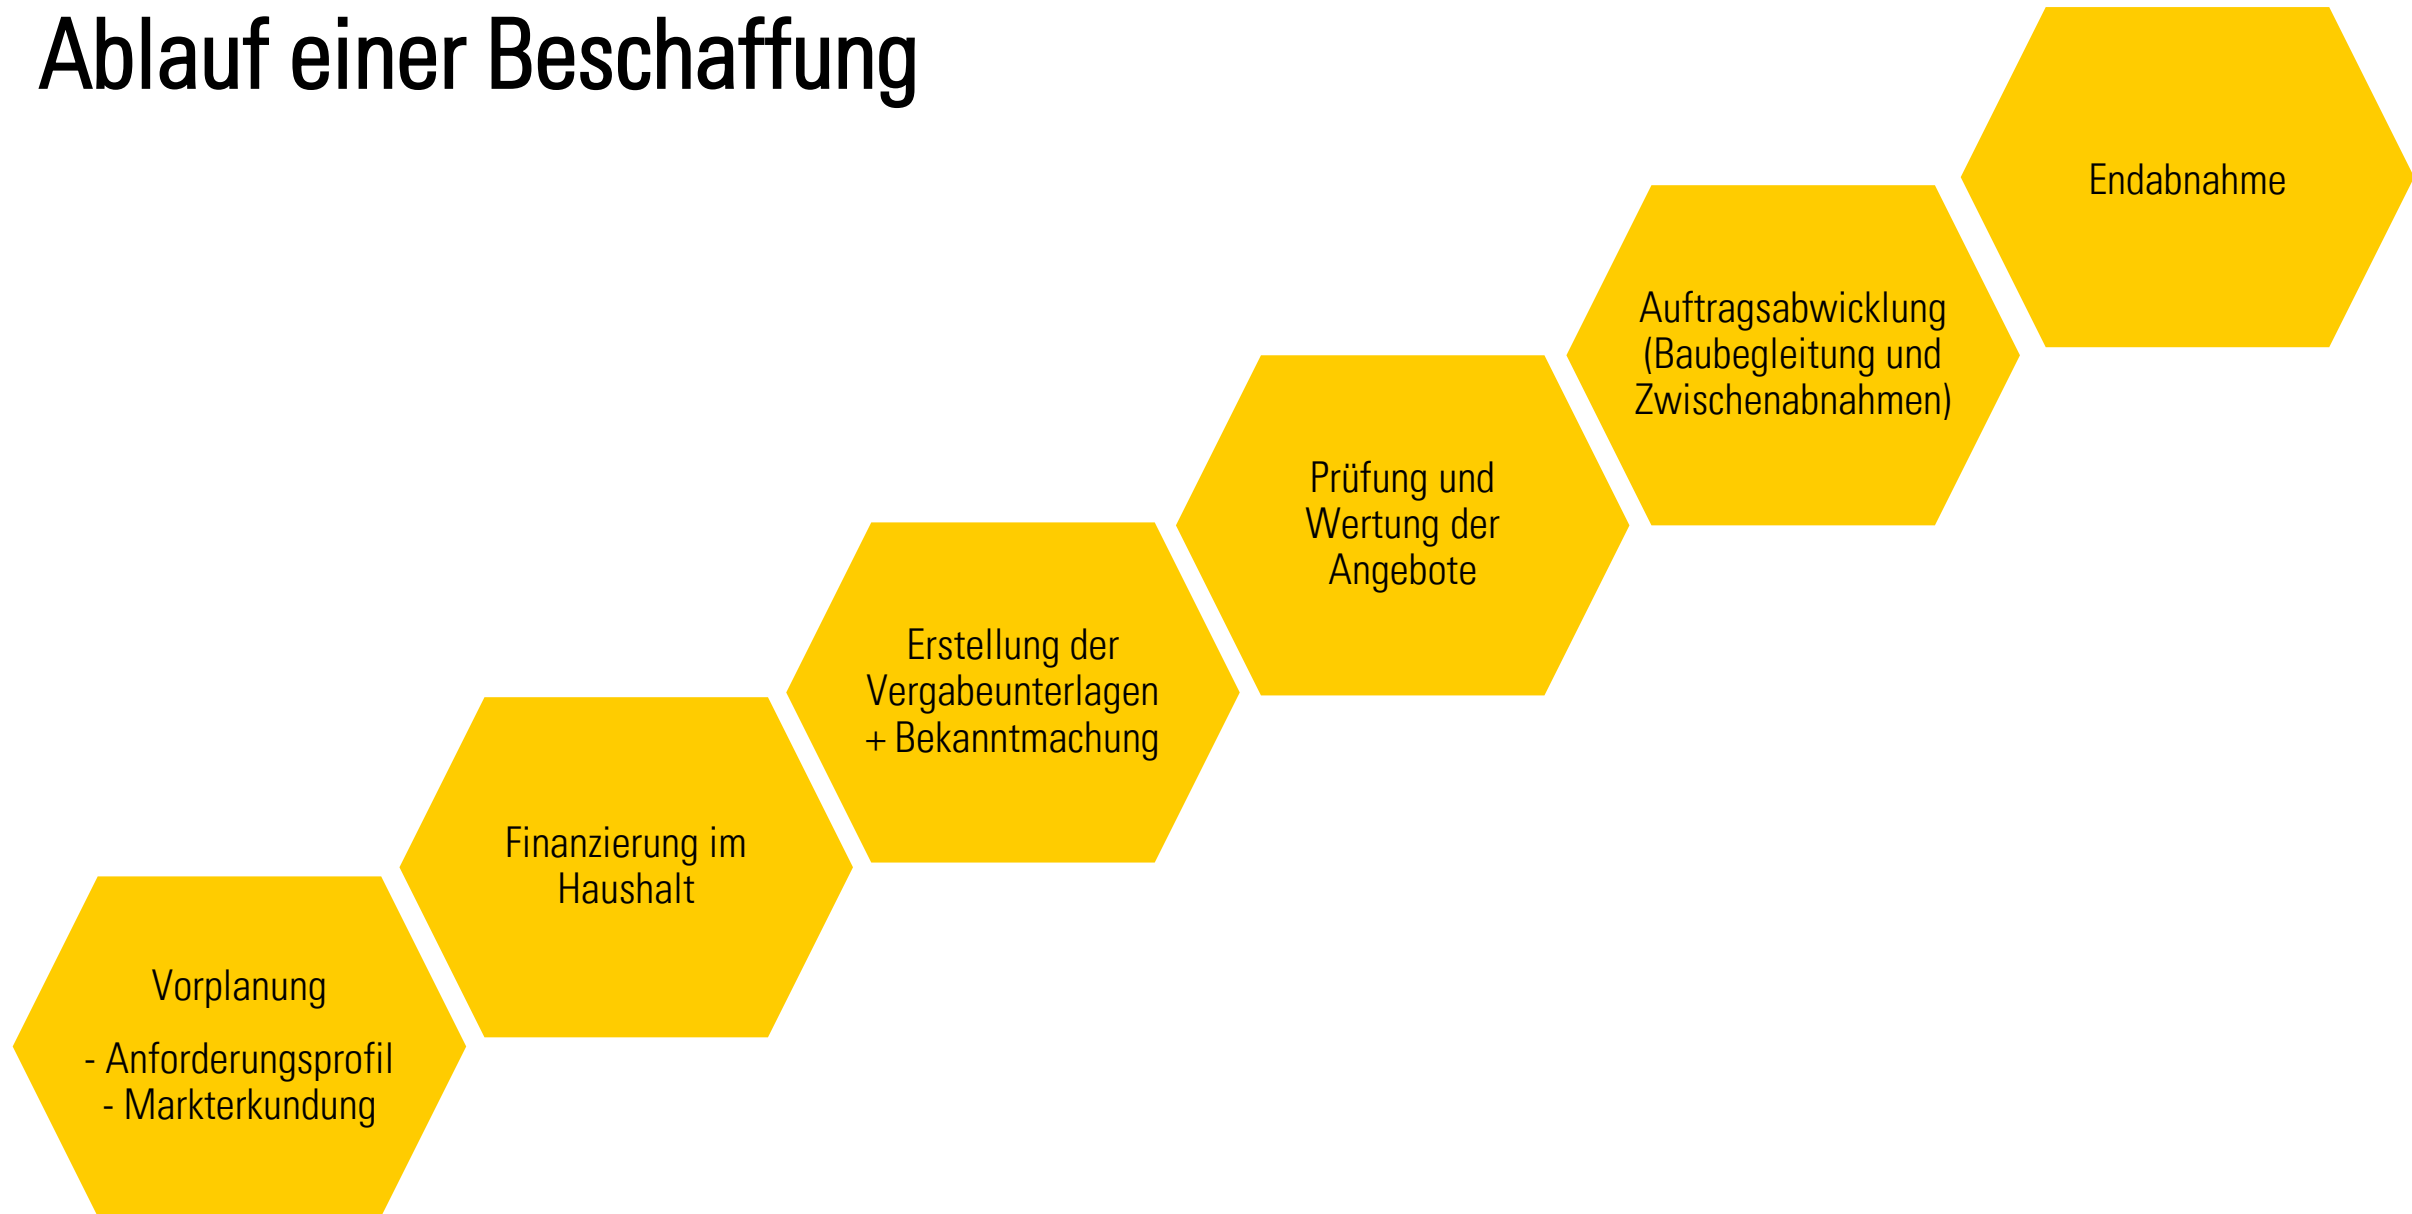 Ablauf einer Beschaffung
Endabnahme
Auftragsabwicklung
(Baubegleitung und
Zwischenabnahmen)
Prüfung und
Wertung der
Angebote
Erstellung der
Vergabeunterlagen
+ Bekanntmachung
Finanzierung im
Haushalt
Vorplanung
- Anforderungsprofil
- Markterkundung